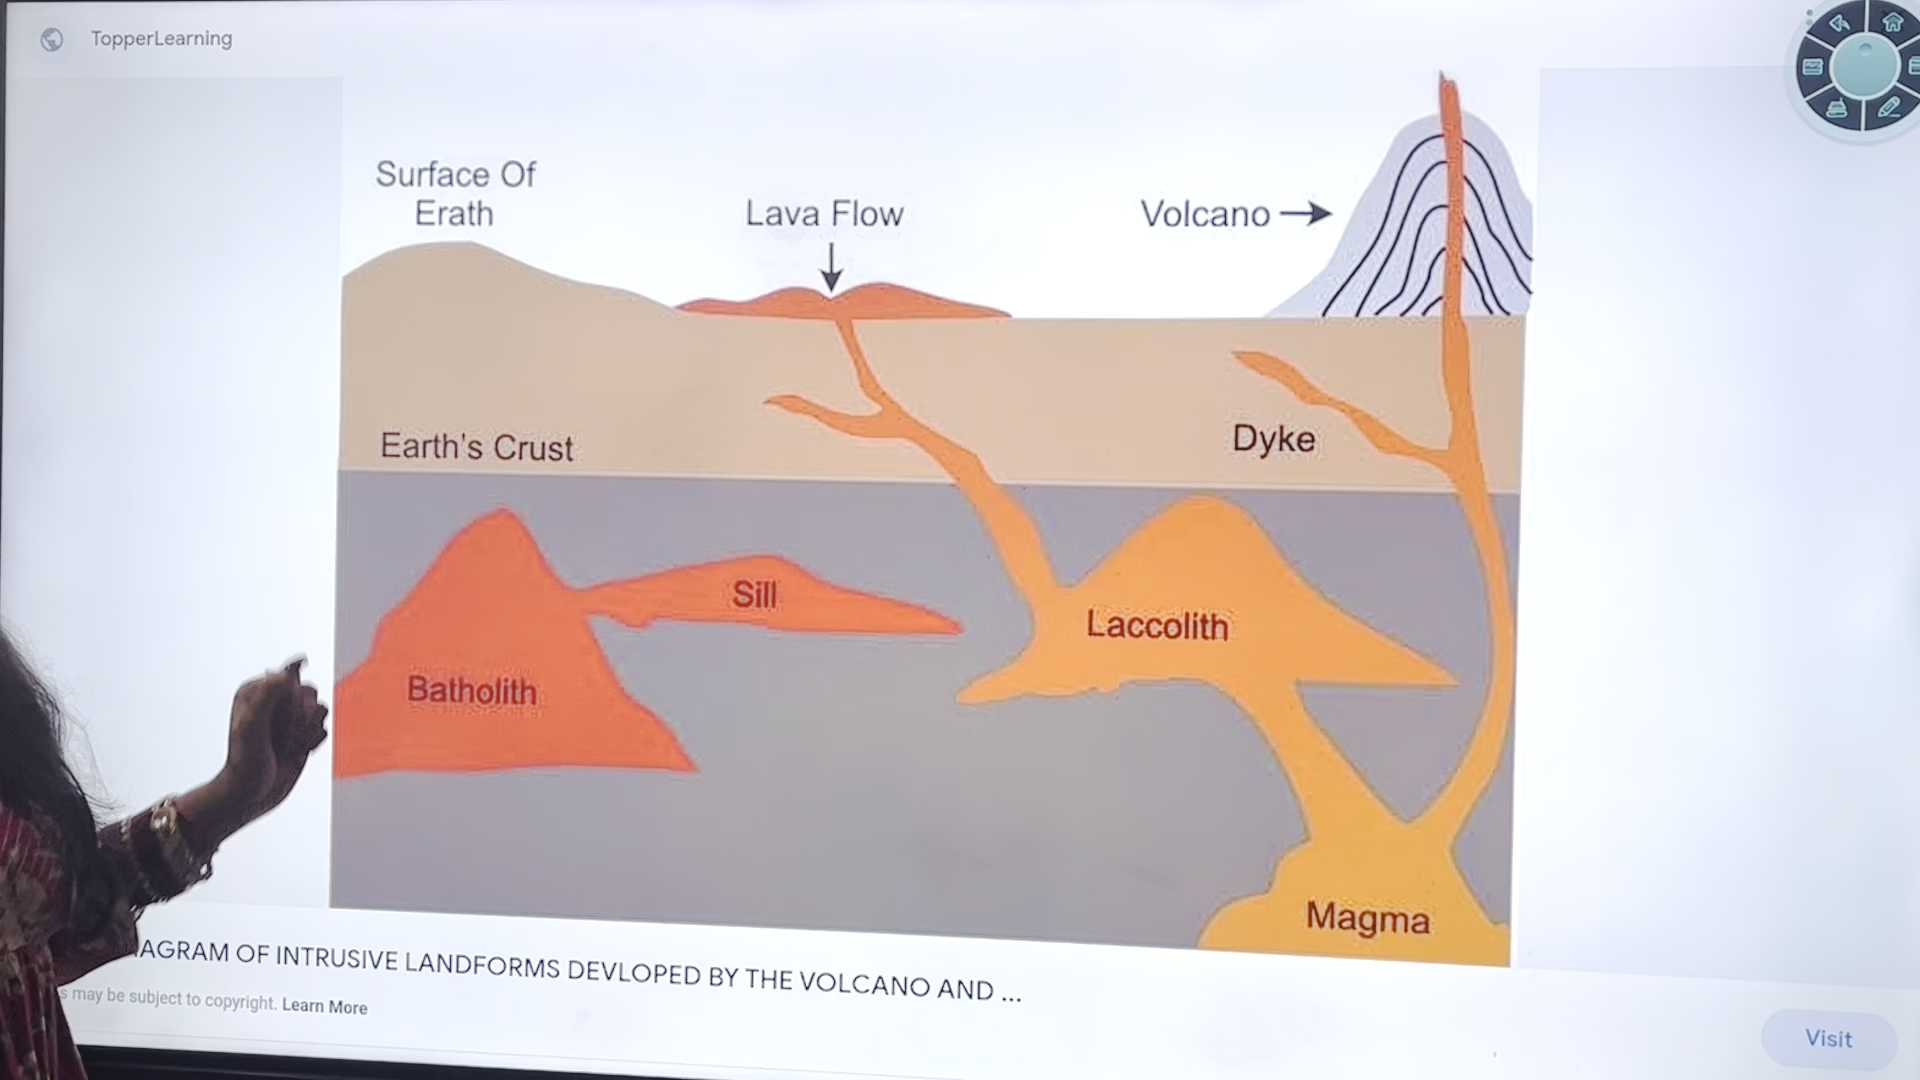 TopperLearning
Surface Of
Erath
Lava Flow
Volcano
Earth's Crust
Dyke
Sill
Laccolith
Batholith
Magma
AGRAM OF INTRUSIVE LANDFORMS DEVLOPED BY THE VOLCANO AND ...
s may be subject to copyright. Learn More
Visit